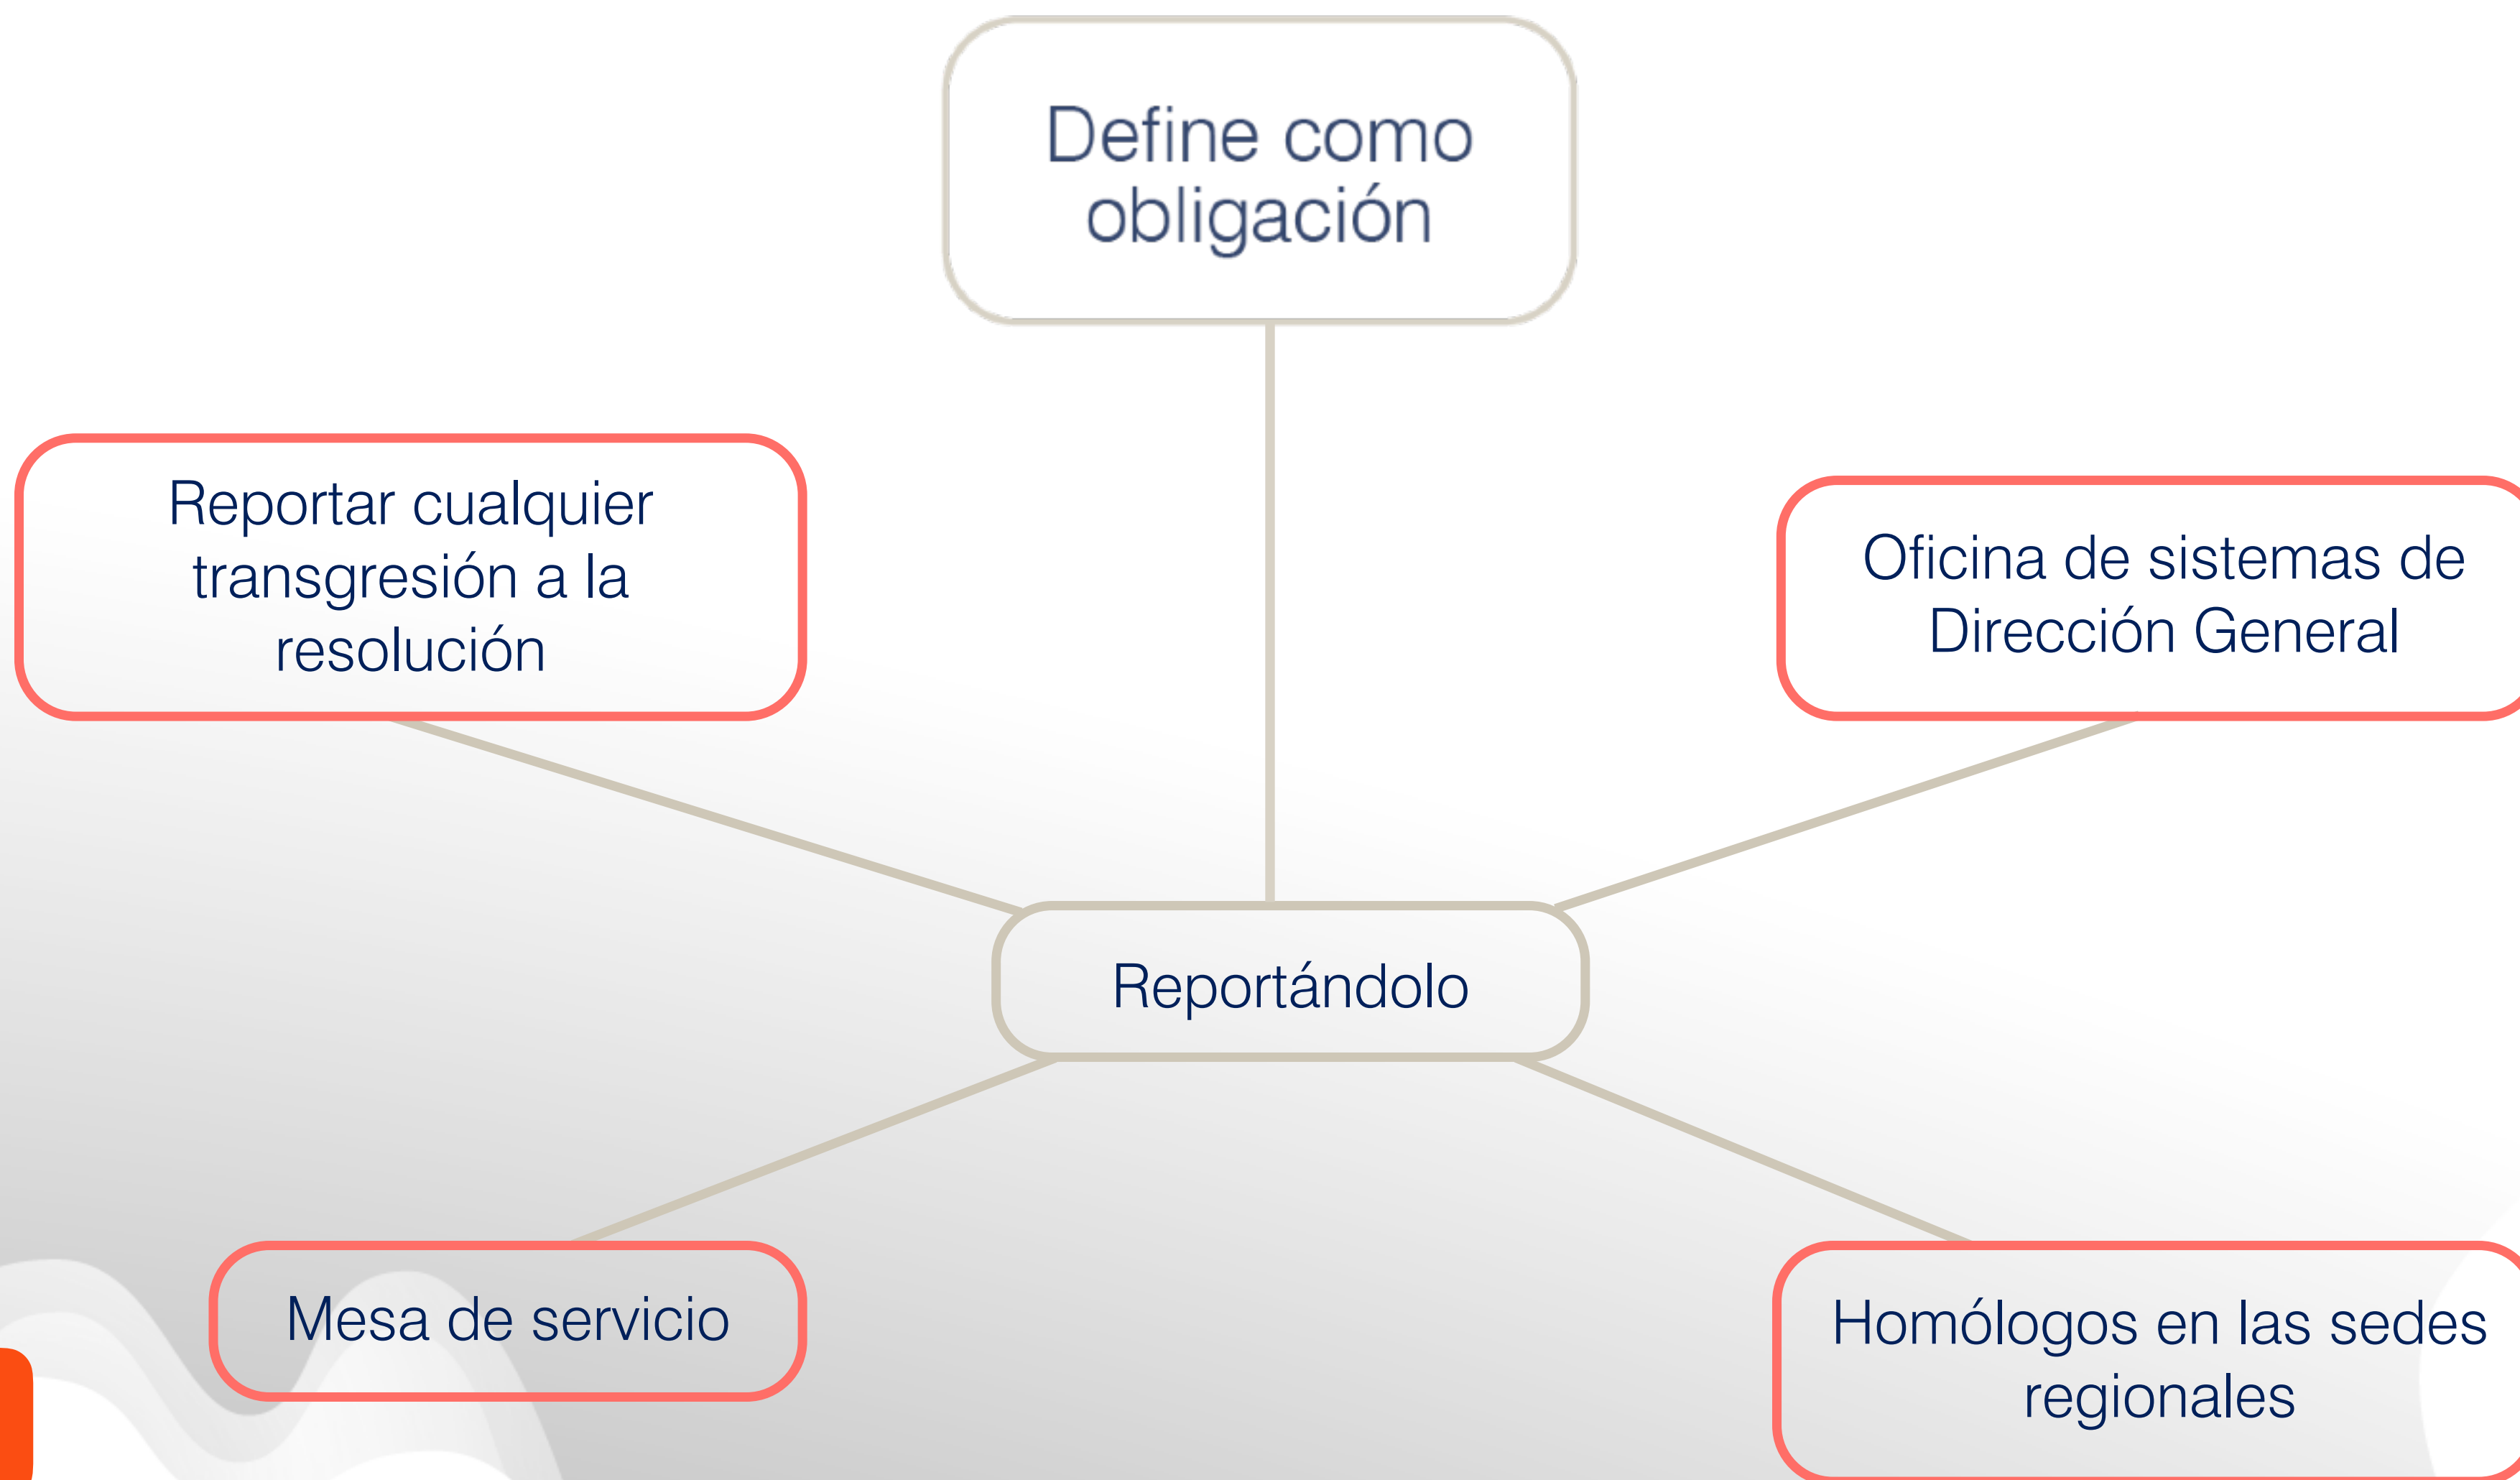 Define como
obligación
Reportar cualquier
transgresión a la
resolución
Oficina de sistemas de
Dirección General
Reportándolo
Mesa de servicio
Homólogos en las sedes
regionales